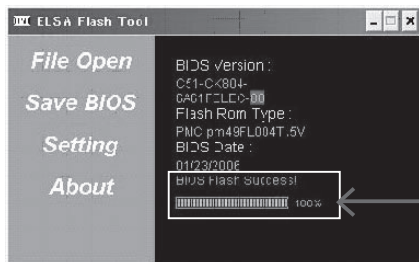 ELSA Flash Tool
File Open
Save BIOS
Setting
About
BIOS Version :
C51-CK804-
6A61FELEC-00
Flash Rom Type :
PMC pm49FL004T.5V
BIOS Date :
01/23/2006
BIOS Flash Success!
100%